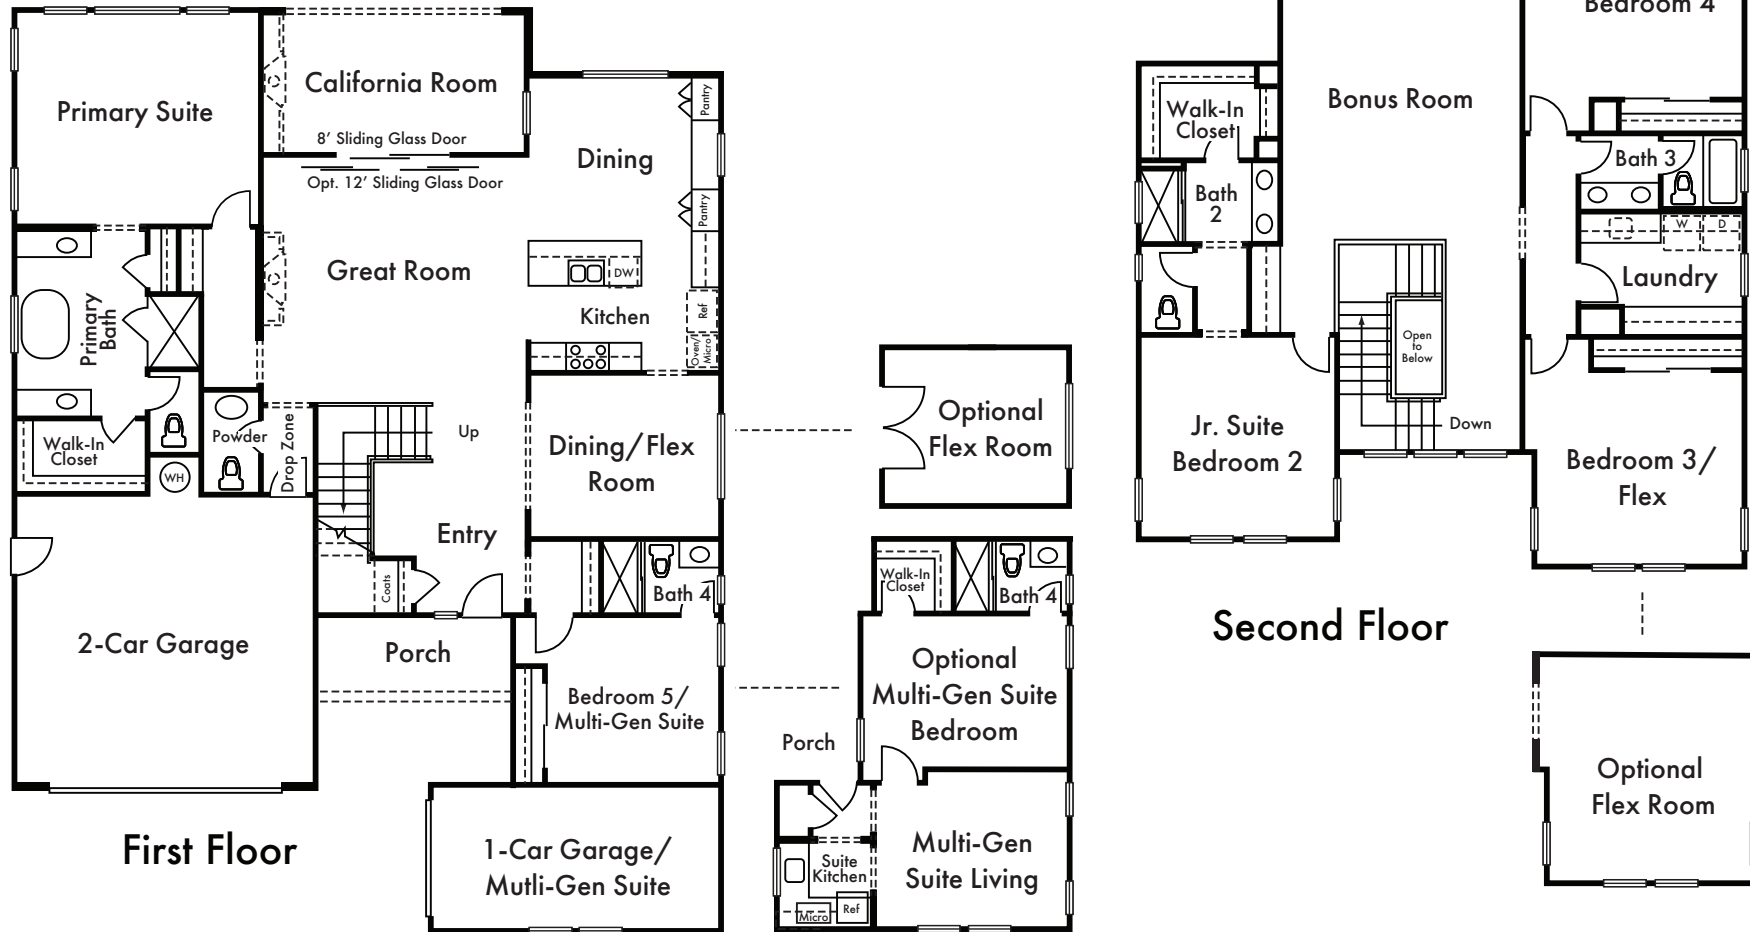 Primary Suite
California Room
8’ Sliding Glass Door
Opt. 12’ Sliding Glass Door
Dining
Pantry
Pantry
Great Room
DW
Kitchen
Ref
Oven/
Micro
Primary
Bath
Walk-In
Closet
WH
Powder
Drop Zone
Up
Dining/Flex
Room
Entry
Coats
Bath 4
2-Car Garage
Porch
Bedroom 5/
Multi-Gen Suite
1-Car Garage/
Mutli-Gen Suite
First Floor
Optional
Flex Room
Walk-In
Closet
Bath 4
Optional
Multi-Gen Suite
Bedroom
Porch
Multi-Gen
Suite Living
Suite
Kitchen
Micro
Ref
Bedroom 4
Bonus Room
Walk-In
Closet
Bath
2
Bath 3
W
D
Laundry
Open
to
Below
Down
Jr. Suite
Bedroom 2
Bedroom 3/
Flex
Second Floor
Optional
Flex Room